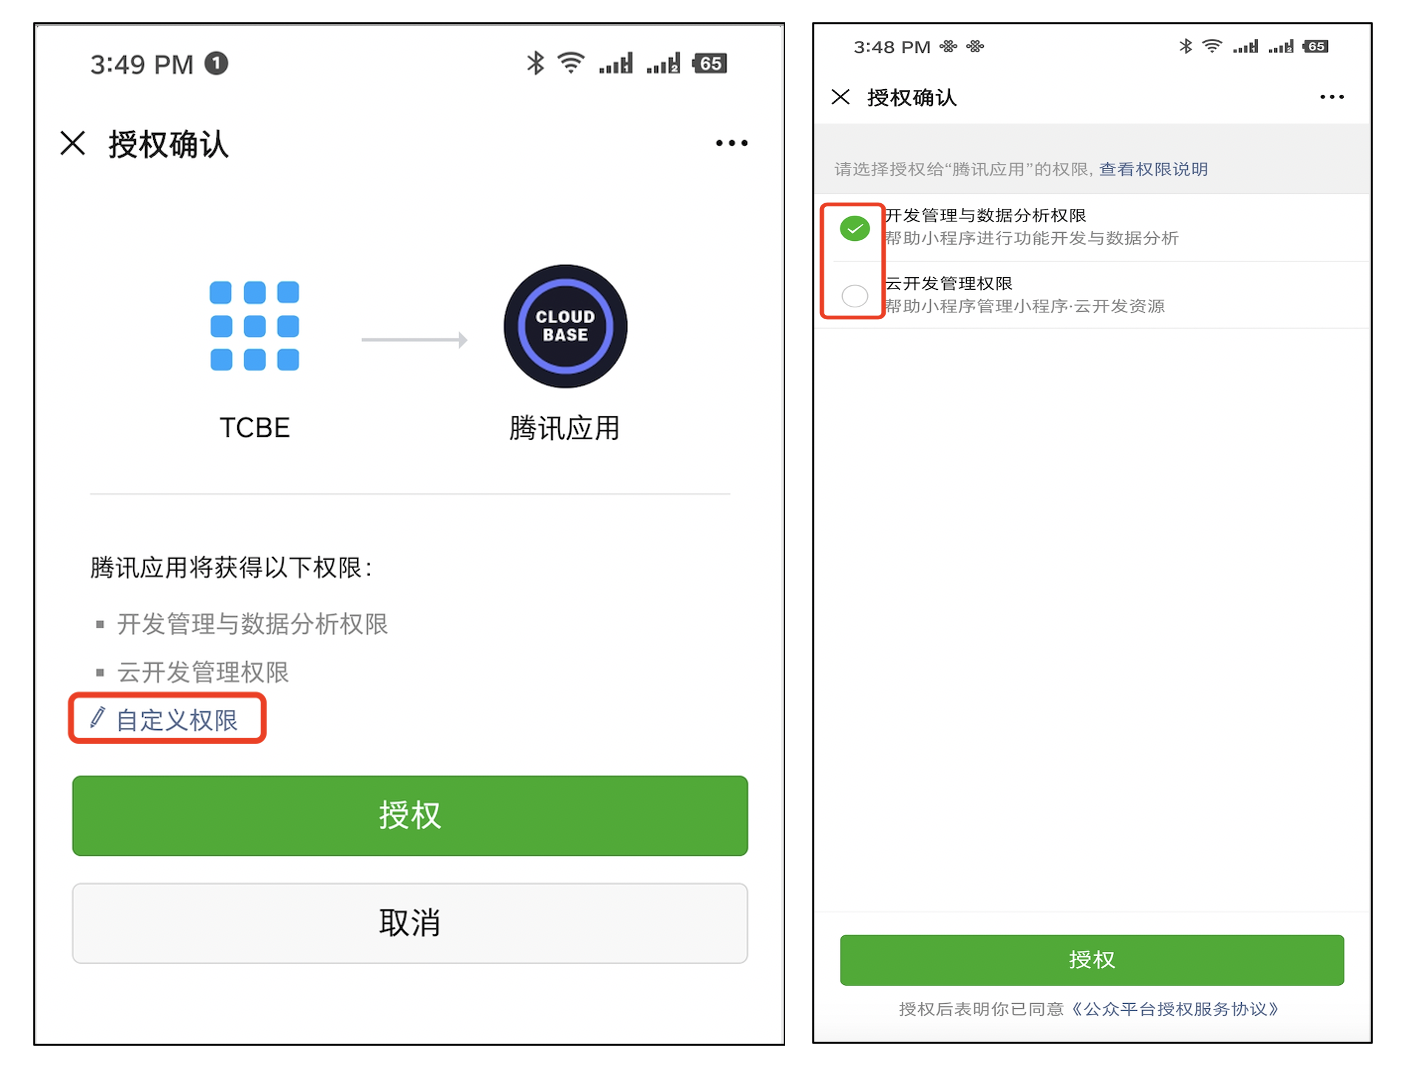 3:49 PM 1
2
65
授权确认
CLOUD
BASE
TCBE
腾讯应用
腾讯应用将获得以下权限：
开发管理与数据分析权限
云开发管理权限
自定义权限
授权
取消
3:48 PM
2
65
授权确认
请选择授权给“腾讯应用”的权限, 查看权限说明
开发管理与数据分析权限
帮助小程序进行功能开发与数据分析
云开发管理权限
帮助小程序管理小程序·云开发资源
授权
授权后表明你已同意《公众平台授权服务协议》